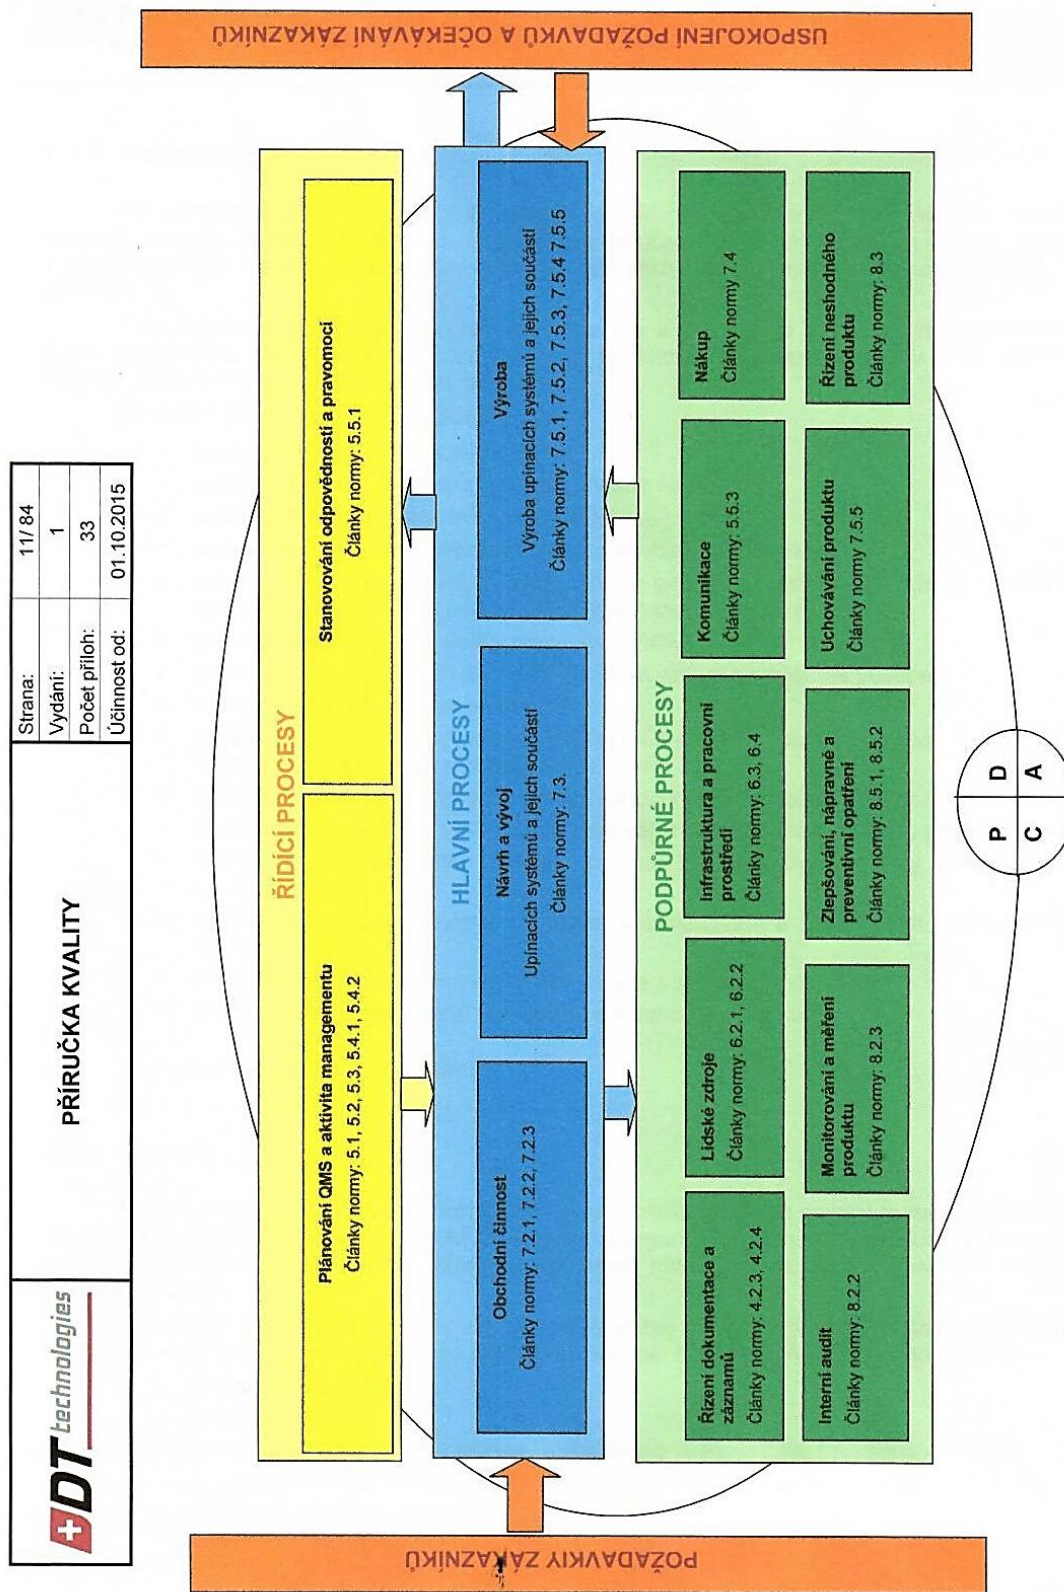 DT technologies
PŘÍRUČKA KVALITY
Strana: 11/ 84
Vydání: 1
Počet příloh: 33
Účinnost od: 01.10.2015
POŽADAVKIY ZÁKAZNÍKŮ
ŘÍDÍCÍ PROCESY
Plánování QMS a aktivita managementu
Články normy: 5.1, 5.2, 5.3, 5.4.1, 5.4.2
Stanovování odpovědností a pravomocí
Články normy: 5.5.1
HLAVNÍ PROCESY
Obchodní činnost
Články normy: 7.2.1, 7.2.2, 7.2.3
Návrh a vývoj
Upínacích systémů a jejich součástí
Články normy: 7.3.
Výroba
Výroba upínacích systémů a jejich součástí
Články normy: 7.5.1, 7.5.2, 7.5.3, 7.5.4 7.5.5
PODPŮRNÉ PROCESY
Řízení dokumentace a
záznamů
Články normy: 4.2.3, 4.2.4
Lidské zdroje
Články normy: 6.2.1, 6.2.2
Infrastruktura a pracovní
prostředí
Články normy: 6.3, 6.4
Komunikace
Články normy: 5.5.3
Nákup
Články normy 7.4
Interní audit
Články normy: 8.2.2
Monitorování a měření
produktu
Články normy: 8.2.3
Zlepšování, nápravné a
preventivní opatření
Články normy: 8.5.1, 8.5.2
Uchovávání produktu
Články normy 7.5.5
Řízení neshodného
produktu
Články normy: 8.3
USPOKOJENÍ POŽADAVKŮ A OČEKÁVÁNÍ ZÁKAZNÍKŮ
P D
C A